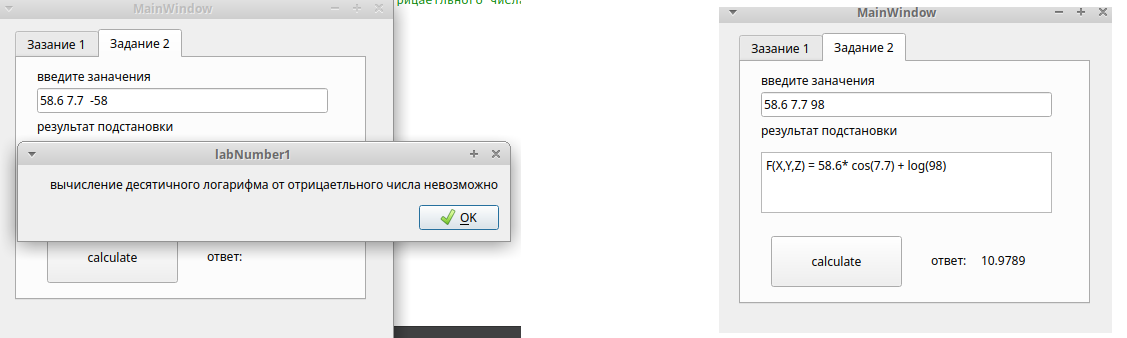 MainWindow
рицаетльного числа
Зазание 1
Задание 2
введите заначения
58.6 7.7 -58
результат подстановки
labNumber1
вычисление десятичного логарифма от отрицаетльного числа невозможно
OK
calculate
ответ:
MainWindow
Зазание 1
Задание 2
введите заначения
58.6 7.7 98
результат подстановки
F(X,Y,Z) = 58.6* cos(7.7) + log(98)
calculate
ответ:
10.9789